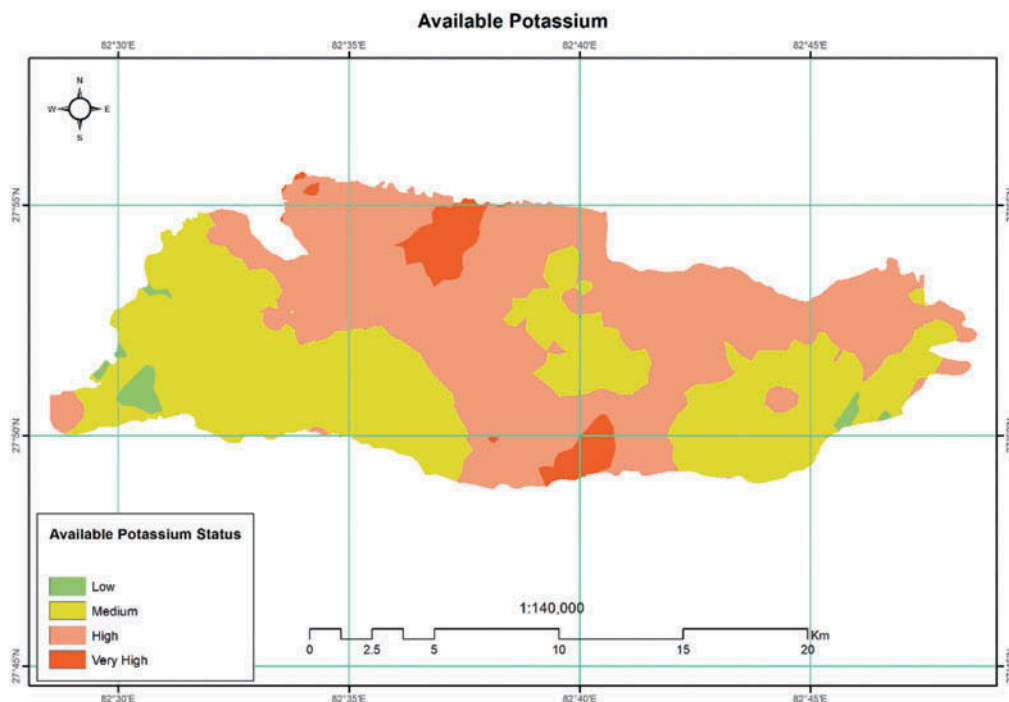 Available Potassium
82°30'E 82°35'E 82°40'E 82°45'E
N
W E
S
27°55'N
27°50'N
27°45'N
Available Potassium Status
Low
Medium
High
Very High
1:140,000
0 2.5 5 10 15 20 Km
82°30'E 82°35'E 82°40'E 82°45'E